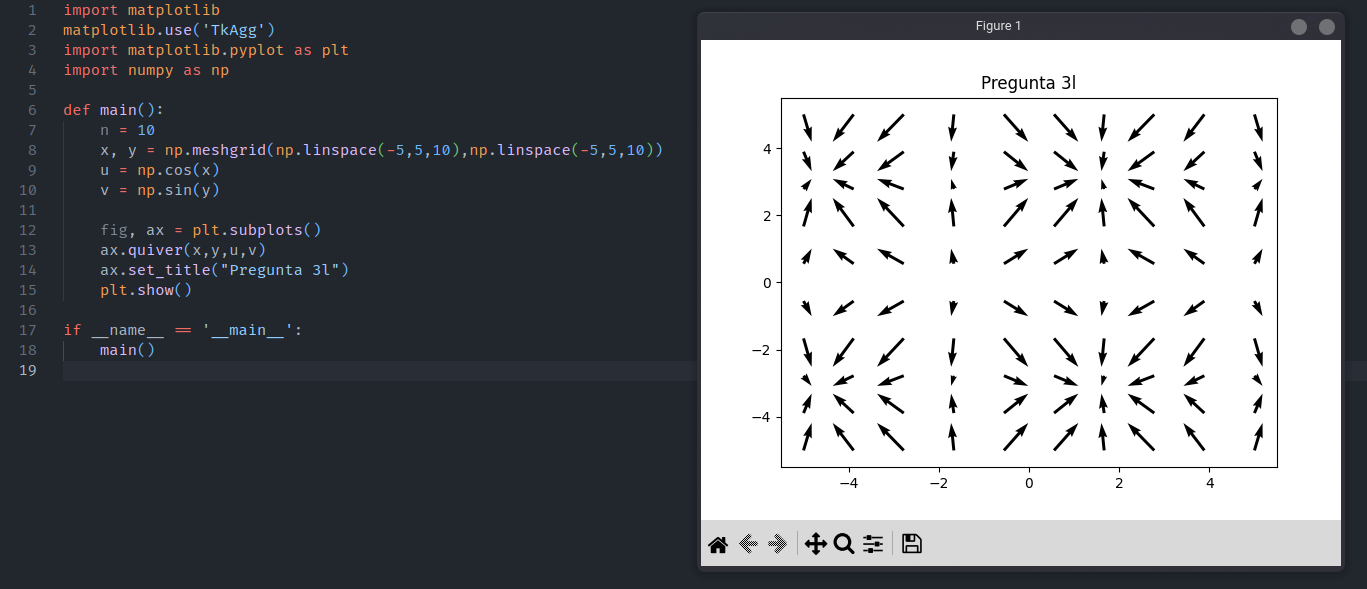 1 import matplotlib
2 matplotlib.use('TkAgg')
3 import matplotlib.pyplot as plt
4 import numpy as np
5
6 def main():
7     n = 10
8     x, y = np.meshgrid(np.linspace(-5,5,10),np.linspace(-5,5,10))
9     u = np.cos(x)
10     v = np.sin(y)
11
12     fig, ax = plt.subplots()
13     ax.quiver(x,y,u,v)
14     ax.set_title("Pregunta 3l")
15     plt.show()
16
17 if __name__ == '__main__':
18     main()
19
Figure 1
Pregunta 3l
4
2
0
−2
−4
−4 −2 0 2 4